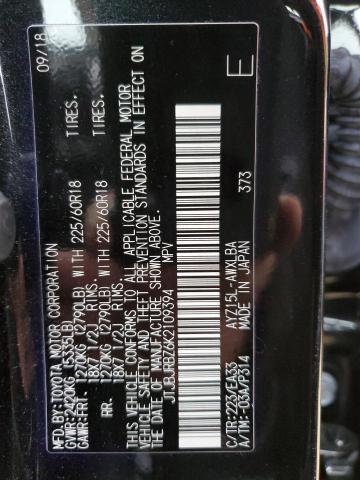 MFD.BY:TOYOTA MOTOR CORPORATION 09/18
GVWR:2420KG (5335LB)
GAWR:FRT. 1270KG (2790LB) WITH 225/60R18 TIRES.
18X7 1/2J RIMS.
RR. 1270KG (2790LB) WITH 225/60R18 TIRES.
18X7 1/2J RIMS.
THIS VEHICLE CONFORMS TO ALL APPLICABLE FEDERAL MOTOR
VEHICLE SAFETY AND THEFT PREVENTION STANDARDS IN EFFECT ON
THE DATE OF MANUFACTURE SHOWN ABOVE.
JTJBJRBZ6K2109394 MPV
C/TR:223/EA33 AYZ15L-AWXLBA 373
A/TM:-03A/P314 MADE IN JAPAN
E